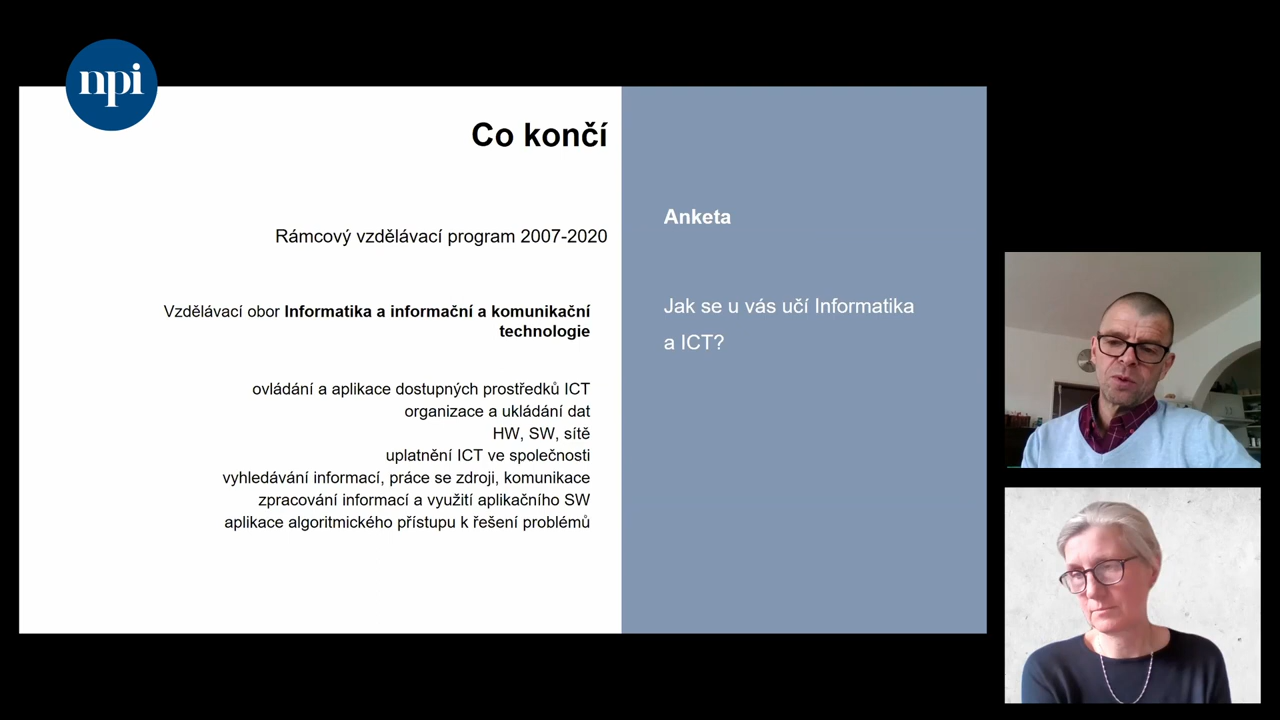 npi
Co končí
Rámcový vzdělávací program 2007-2020
Vzdělávací obor Informatika a informační a komunikační
technologie
ovládání a aplikace dostupných prostředků ICT
organizace a ukládání dat
HW, SW, sítě
uplatnění ICT ve společnosti
vyhledávání informací, práce se zdroji, komunikace
zpracování informací a využití aplikačního SW
aplikace algoritmického přístupu k řešení problémů
Anketa
Jak se u vás učí Informatika
a ICT?